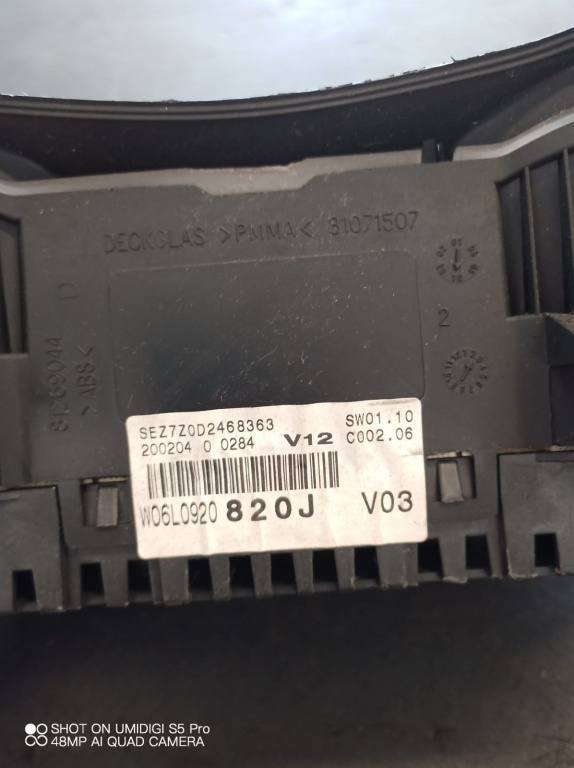 DECKGLAS >PMMA< 81071507
81269044 D
>ABS<
2
SEZ7Z0D2468363 SW01.10
200204 0 0284 V12 C002.06
W06L0920 820J V03
SHOT ON UMIDIGI S5 Pro
48MP AI QUAD CAMERA